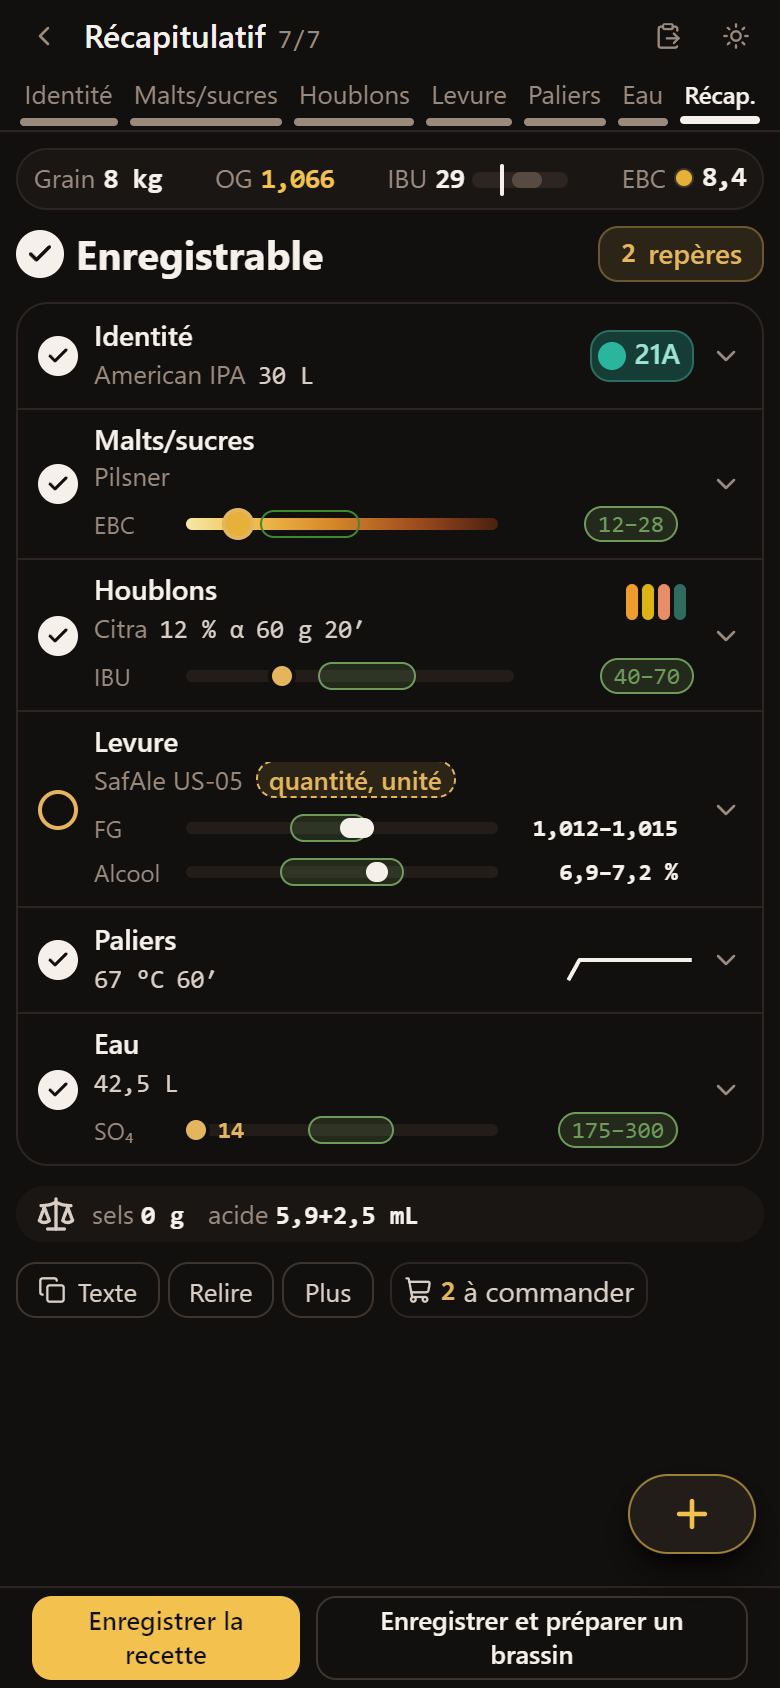 Récapitulatif 7/7
Identité Malts/sucres Houblons Levure Paliers Eau Récap.
Grain 8 kg OG 1,066 IBU 29 EBC 8,4
Enregistrable 2 repères
Identité
American IPA 30 L 21A
Malts/sucres
Pilsner
EBC 12–28
Houblons
Citra 12 % α 60 g 20′
IBU 40–70
Levure
SafAle US-05 quantité, unité
FG 1,012–1,015
Alcool 6,9–7,2 %
Paliers
67 °C 60′
Eau
42,5 L
SO₄ 14 175–300
sels 0 g acide 5,9+2,5 mL
Texte Relire Plus 2 à commander
+
Enregistrer la recette
Enregistrer et préparer un brassin